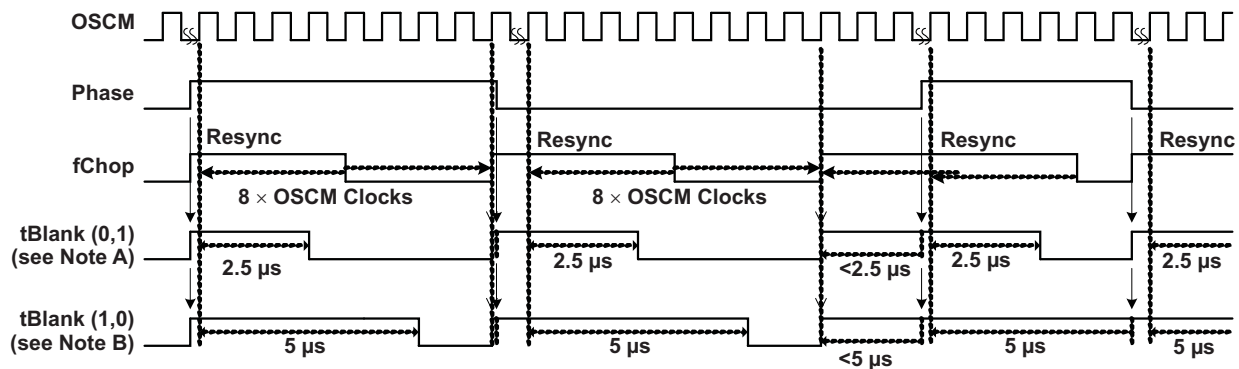 OSCM
Phase
fChop
Resync
Resync
Resync
Resync
8 × OSCM Clocks
8 × OSCM Clocks
tBlank (0,1)
(see Note A)
2.5 µs
2.5 µs
<2.5 µs
2.5 µs
2.5 µs
tBlank (1,0)
(see Note B)
5 µs
5 µs
<5 µs
5 µs
5 µs